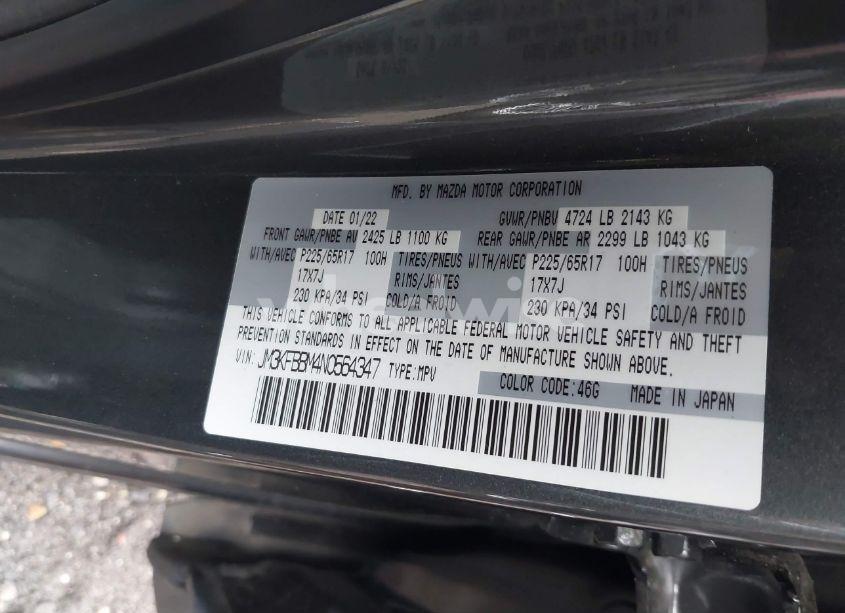 MFD. BY MAZDA MOTOR CORPORATION
DATE 01/22 GVWR/PNBV 4724 LB 2143 KG
FRONT GAWR/PNBE AV 2425 LB 1100 KG REAR GAWR/PNBE AR 2299 LB 1043 KG
WITH/AVEC P225/65R17 100H TIRES/PNEUS WITH/AVEC P225/65R17 100H TIRES/PNEUS
17X7J RIMS/JANTES 17X7J RIMS/JANTES
230 KPA/34 PSI COLD/A FROID 230 KPA/34 PSI COLD/A FROID
THIS VEHICLE CONFORMS TO ALL APPLICABLE FEDERAL MOTOR VEHICLE SAFETY AND THEFT
PREVENTION STANDARDS IN EFFECT ON THE DATE OF MANUFACTURE SHOWN ABOVE.
VIN: JM3KFBBM4N0564347 TYPE:MPV
COLOR CODE:46G MADE IN JAPAN